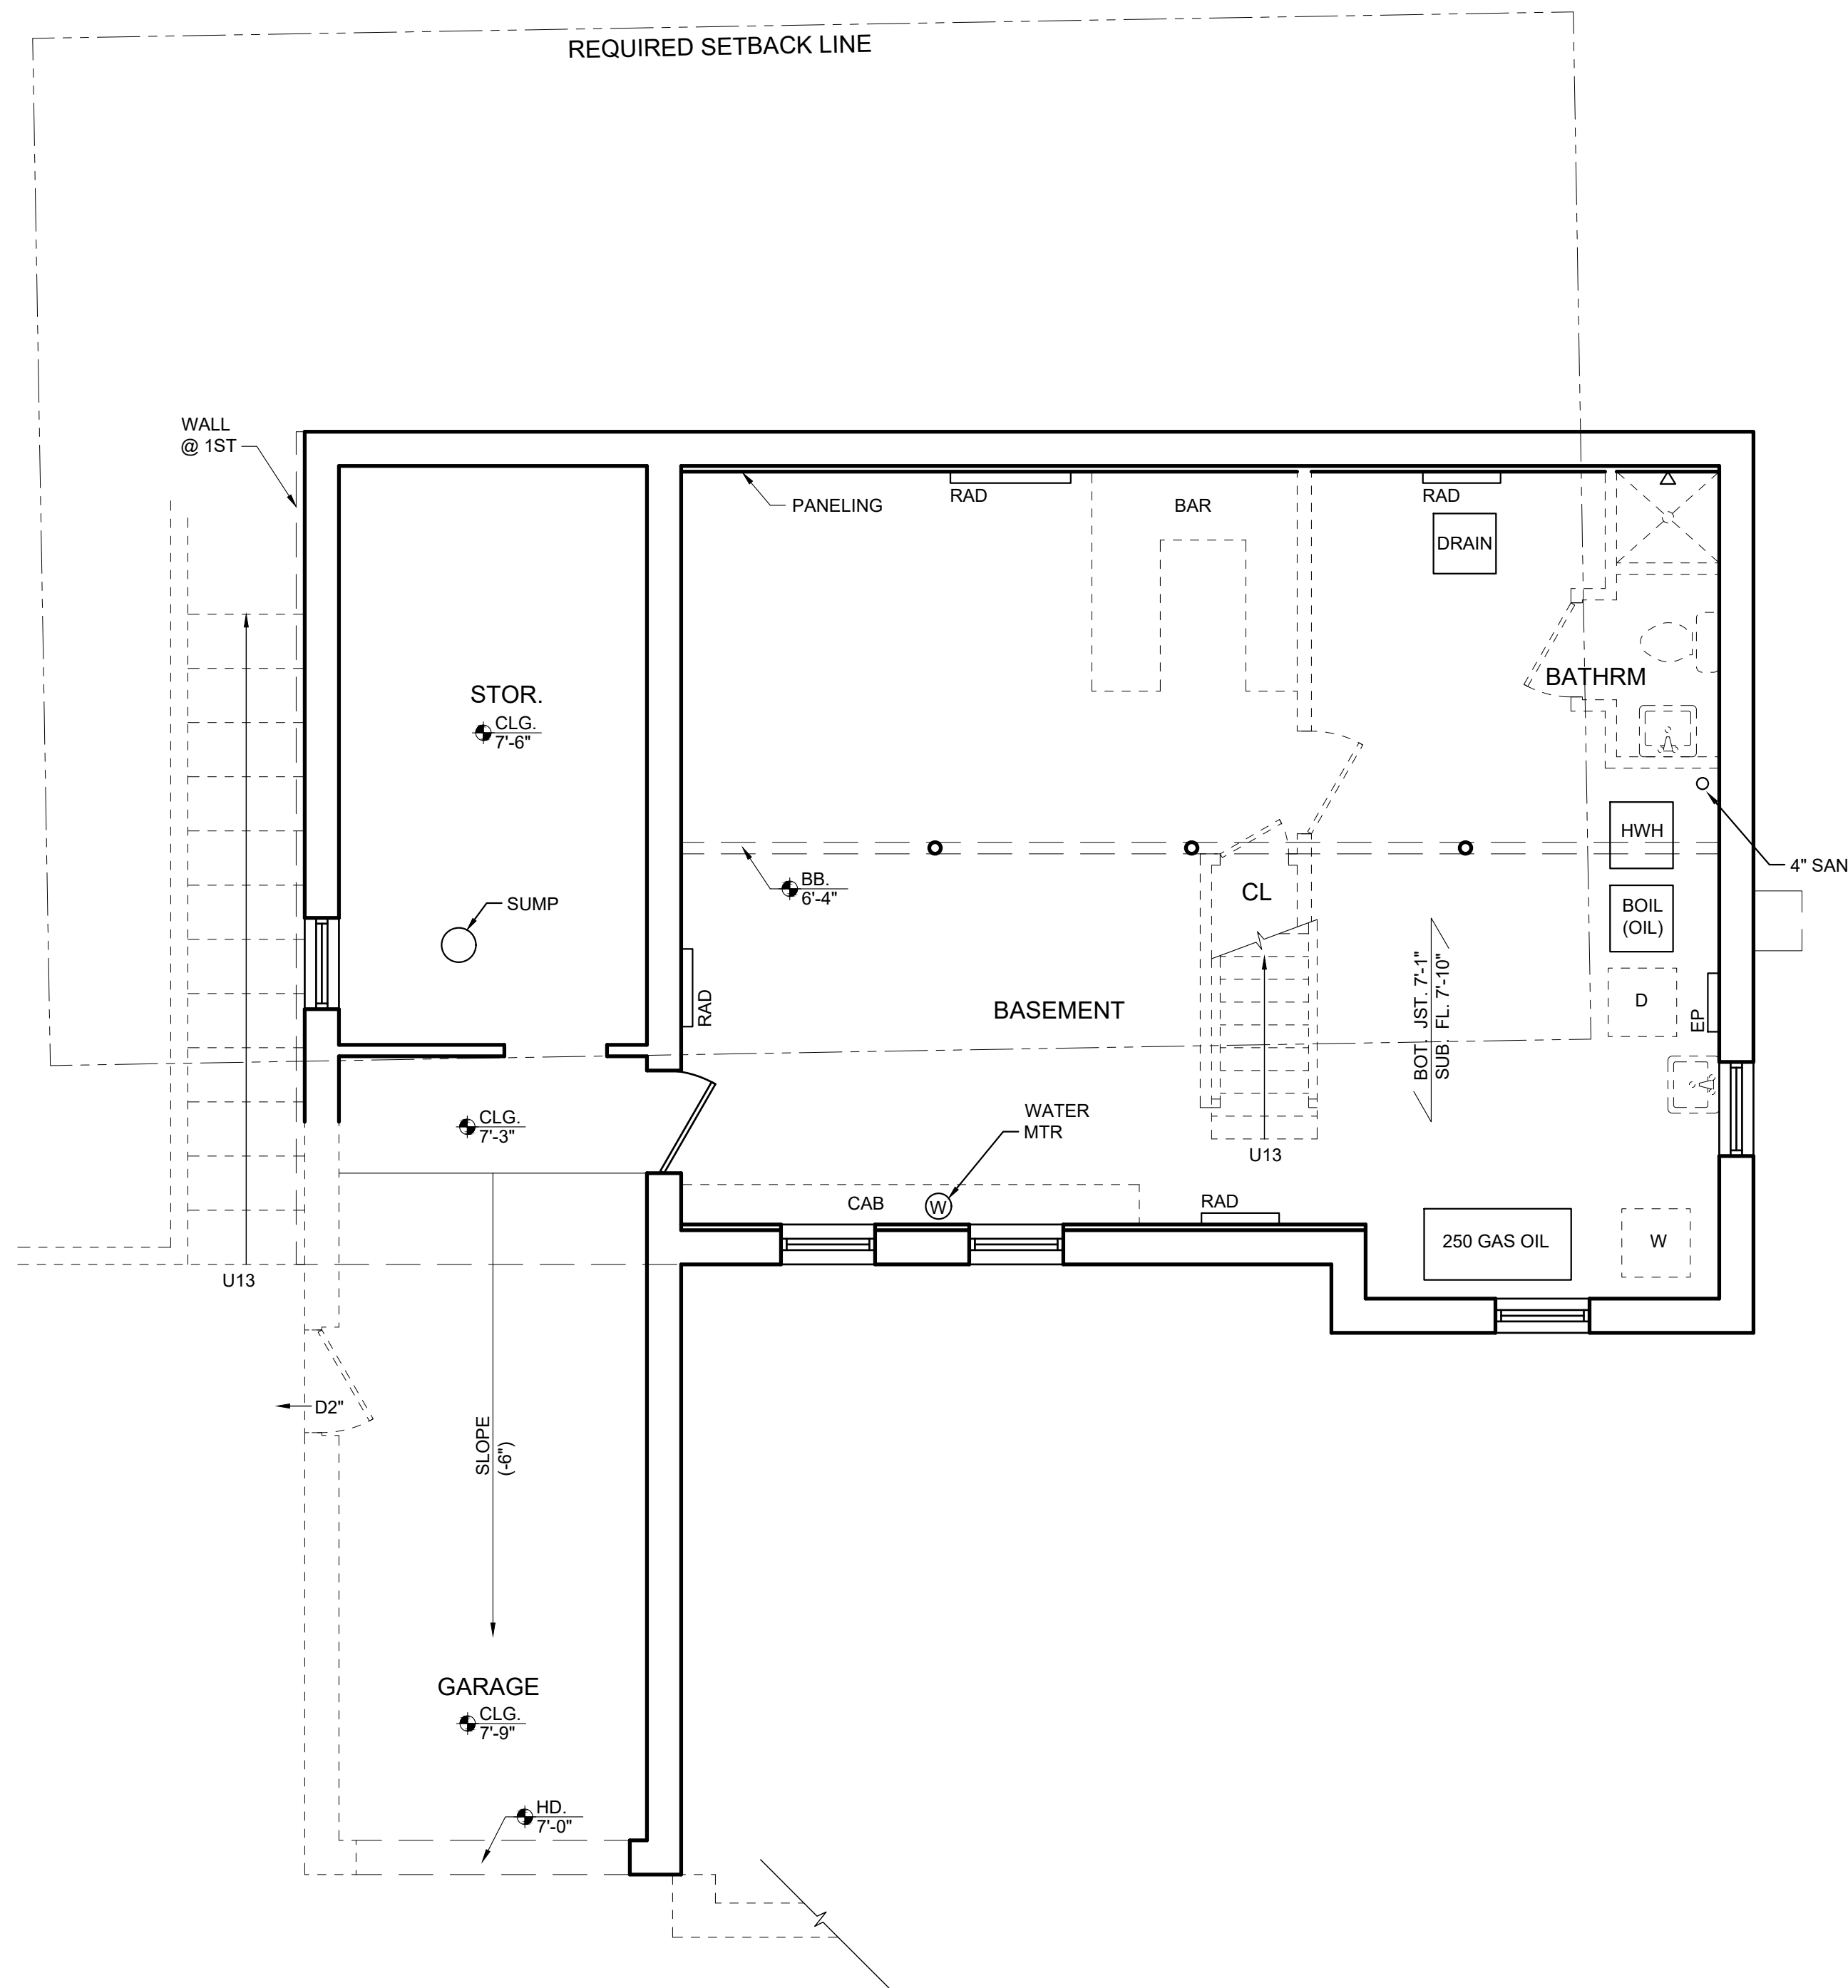 REQUIRED SETBACK LINE
WALL
@ 1ST
PANELING
RAD
BAR
RAD
DRAIN
STOR.
CLG.
7'-6"
BATHRM
HWH
4" SAN
BB.
6'-4"
CL
SUMP
BOIL
(OIL)
RAD
BASEMENT
BOT. JST. 7'-1"
SUB. FL. 7'-10"
D
EP
CLG.
7'-3"
WATER
MTR
U13
CAB
W
RAD
250 GAS OIL
W
U13
D2"
SLOPE
(-6")
GARAGE
CLG.
7'-9"
HD.
7'-0"